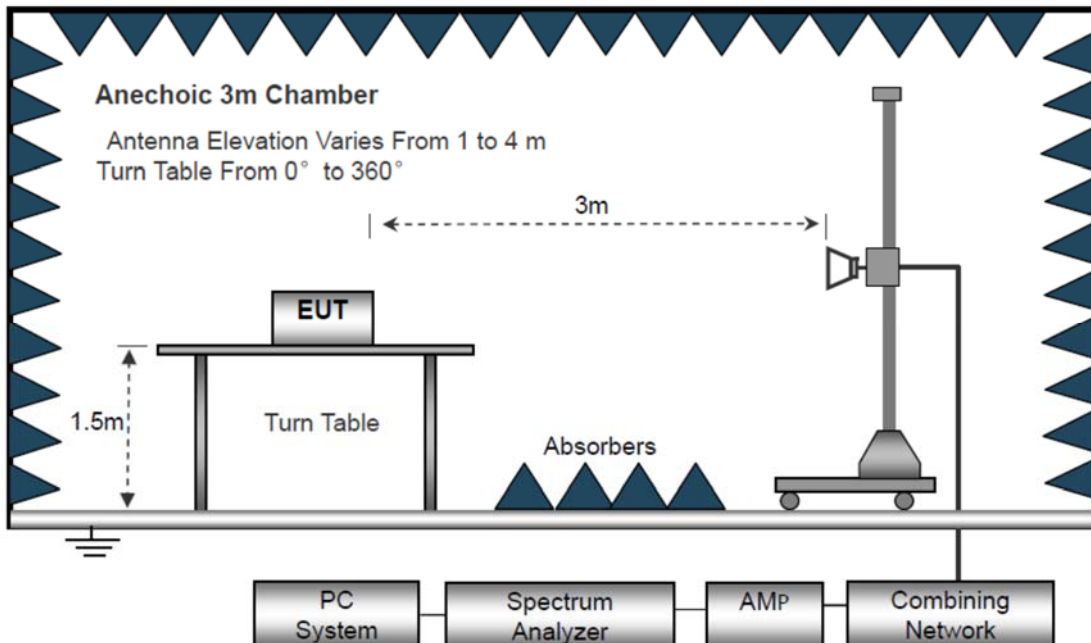 Anechoic 3m Chamber
Antenna Elevation Varies From 1 to 4 m
Turn Table From 0° to 360°
3m
EUT
1.5m
Turn Table
Absorbers
PC
System
Spectrum
Analyzer
AMP
Combining
Network